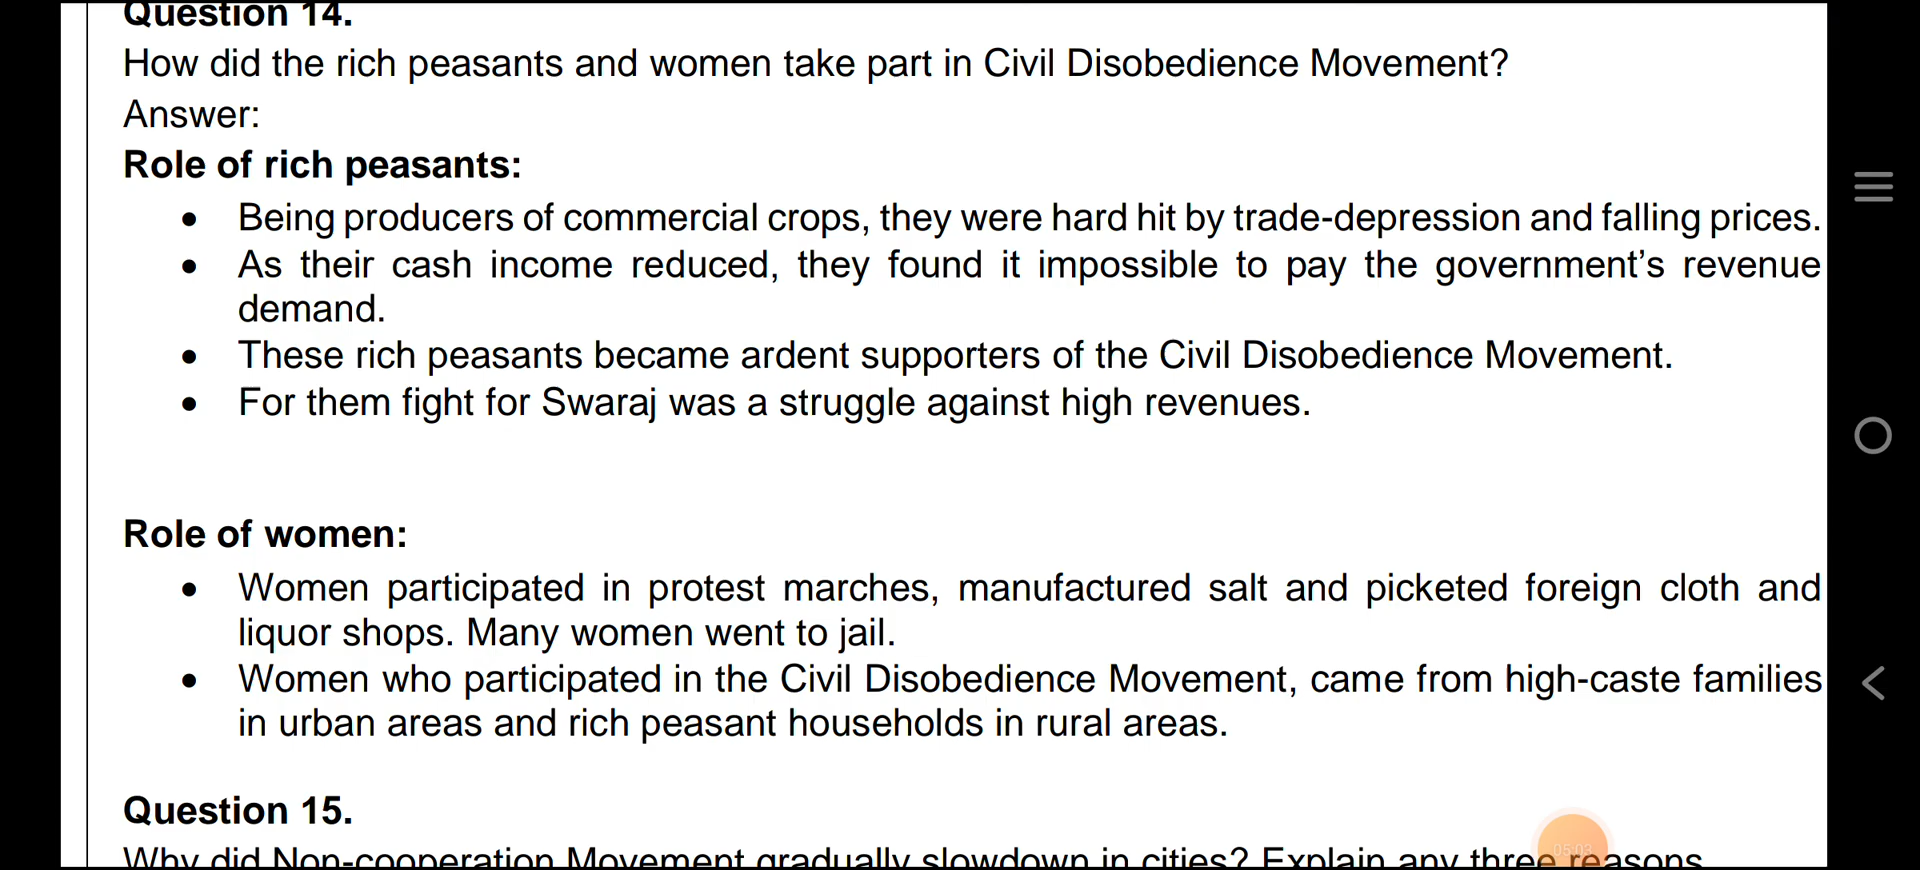 Question 14.
How did the rich peasants and women take part in Civil Disobedience Movement?
Answer:
Role of rich peasants:
• Being producers of commercial crops, they were hard hit by trade-depression and falling prices.
• As their cash income reduced, they found it impossible to pay the government’s revenue
demand.
• These rich peasants became ardent supporters of the Civil Disobedience Movement.
• For them fight for Swaraj was a struggle against high revenues.
Role of women:
• Women participated in protest marches, manufactured salt and picketed foreign cloth and
liquor shops. Many women went to jail.
• Women who participated in the Civil Disobedience Movement, came from high-caste families
in urban areas and rich peasant households in rural areas.
Question 15.
Why did Non-cooperation Movement gradually slowdown in cities? Explain any three reasons
05:03